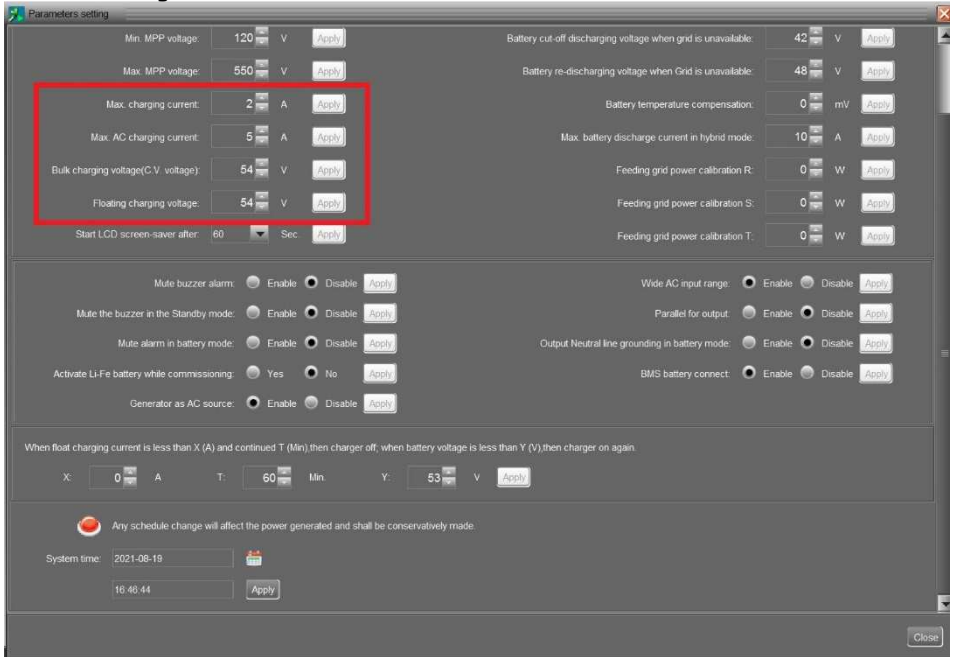 Parameters setting
Min. MPP voltage: 120 V Apply Battery cut-off discharging voltage when grid is unavailable: 42 V Apply
Max. MPP voltage: 550 V Apply Battery re-discharging voltage when Grid is unavailable: 48 V Apply
Max. charging current: 2 A Apply Battery temperature compensation: 0 mV Apply
Max. AC charging current: 5 A Apply Max. battery discharge current in hybrid mode: 10 A Apply
Bulk charging voltage(C.V. voltage): 54 V Apply Feeding grid power calibration R: 0 W Apply
Floating charging voltage: 54 V Apply Feeding grid power calibration S: 0 W Apply
Start LCD screen-saver after: 60 Sec. Apply Feeding grid power calibration T: 0 W Apply
Mute buzzer alarm: Enable Disable Apply Wide AC input range: Enable Disable Apply
Mute the buzzer in the Standby mode: Enable Disable Apply Parallel for output: Enable Disable Apply
Mute alarm in battery mode: Enable Disable Apply Output Neutral line grounding in battery mode: Enable Disable Apply
Activate Li-Fe battery while commissioning: Yes No Apply BMS battery connect: Enable Disable Apply
Generator as AC source: Enable Disable Apply
When float charging current is less than X (A) and continued T (Min),then charger off; when battery voltage is less than Y (V),then charger on again.
X: 0 A T: 60 Min. Y: 53 V Apply
Any schedule change will affect the power generated and shall be conservatively made.
System time: 2021-08-19
16:46:44 Apply
Close